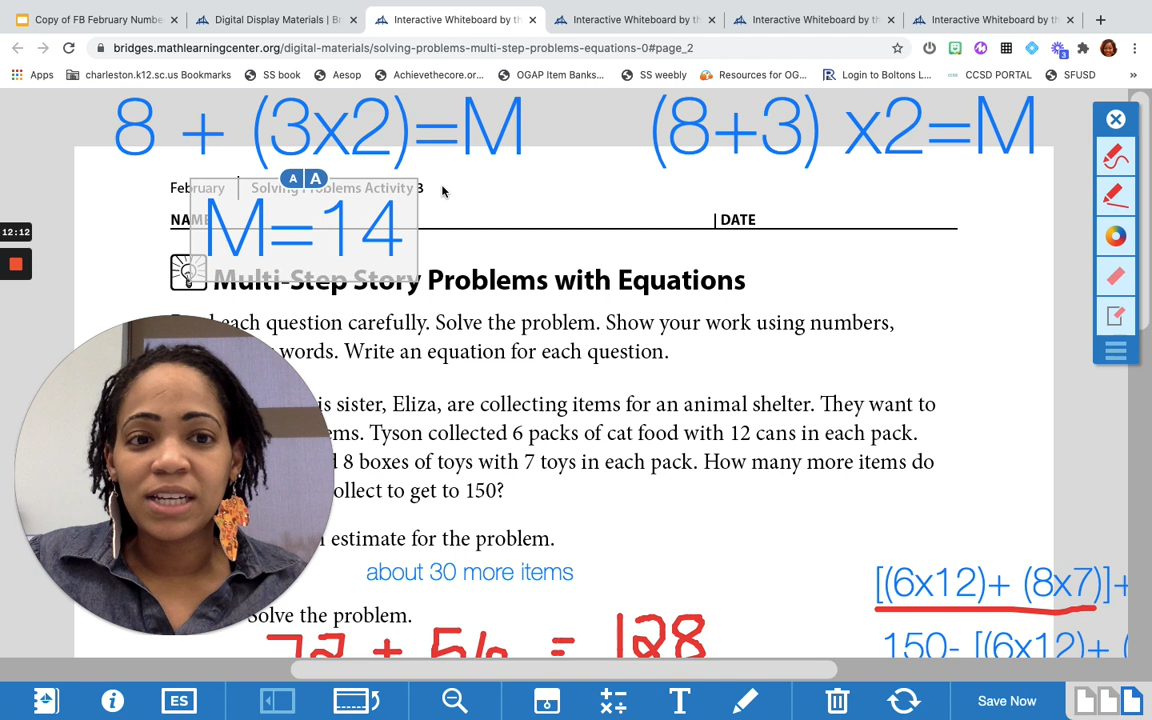 Copy of FB February Numbe
Digital Display Materials | B
Interactive Whiteboard by th
Interactive Whiteboard by th
Interactive Whiteboard by th
Interactive Whiteboard by th
bridges.mathlearningcenter.org/digital-materials/solving-problems-multi-step-problems-equations-0#page_2
Apps
charleston.k12.sc.us Bookmarks
SS book
Aesop
Achievethecore.or...
OGAP Item Banks...
SS weekly
Resources for OG...
Login to Boltons L...
CCSD PORTAL
SFUSD
8 + (3x2)=M
(8+3) x2=M
February | Solving Problems Activity 3
A A
M=14
NAME
| DATE
12:12
Multi-Step Story Problems with Equations
each question carefully. Solve the problem. Show your work using numbers,
words. Write an equation for each question.
is sister, Eliza, are collecting items for an animal shelter. They want to
ems. Tyson collected 6 packs of cat food with 12 cans in each pack.
8 boxes of toys with 7 toys in each pack. How many more items do
ollect to get to 150?
estimate for the problem.
about 30 more items
[(6x12)+ (8x7)]+
Solve the problem.
72 + 56 = 128
150- [(6x12)+ (
ES
T
Save Now